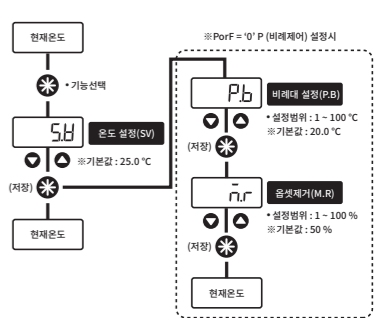 현재온도
• 기능선택
S.V
온도 설정(SV)
※기본값 : 25.0 ℃
(저장)
현재온도
※PorF = ‘0’ P (비례제어) 설정시
P.b
비례대 설정(P.B)
• 설정범위 : 1 ~ 100 ℃
※기본값 : 20.0 ℃
(저장)
m.r
옵셋제거(M.R)
• 설정범위 : 1 ~ 100 %
※기본값 : 50 %
(저장)
현재온도